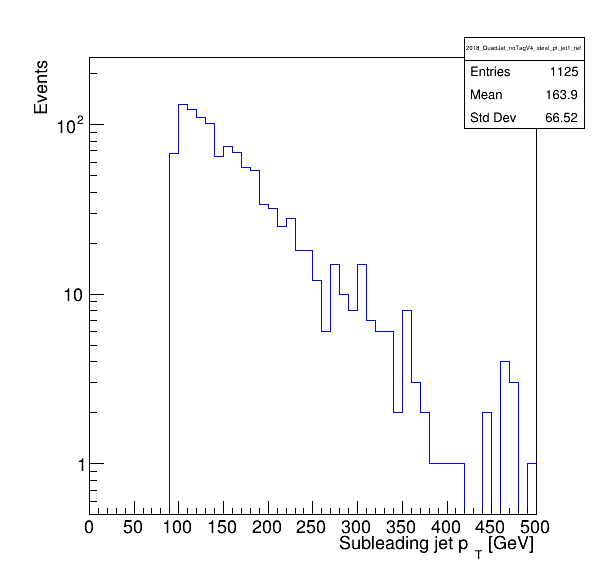 2018_QuadJet_noTagV4_ideal_pt_jet1_ref
Entries 1125
Mean 163.9
Std Dev 66.52
Events
10²
10
1
0 50 100 150 200 250 300 350 400 450 500
Subleading jet p_T [GeV]